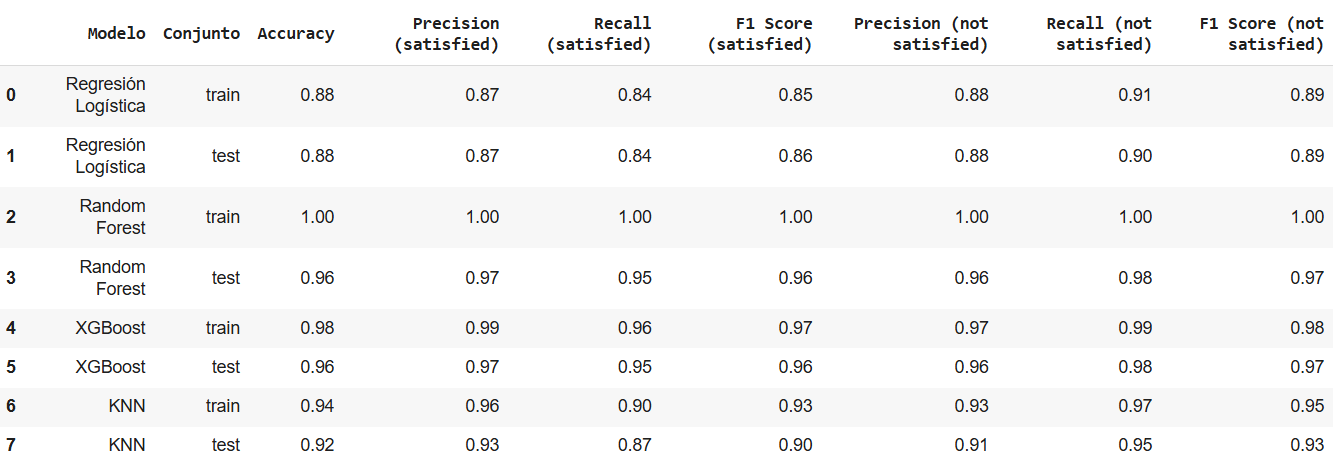 Modelo Conjunto Accuracy Precision (satisfied) Recall (satisfied) F1 Score (satisfied) Precision (not satisfied) Recall (not satisfied) F1 Score (not satisfied)
0 Regresión Logística train 0.88 0.87 0.84 0.85 0.88 0.91 0.89
1 Regresión Logística test 0.88 0.87 0.84 0.86 0.88 0.90 0.89
2 Random Forest train 1.00 1.00 1.00 1.00 1.00 1.00 1.00
3 Random Forest test 0.96 0.97 0.95 0.96 0.96 0.98 0.97
4 XGBoost train 0.98 0.99 0.96 0.97 0.97 0.99 0.98
5 XGBoost test 0.96 0.97 0.95 0.96 0.96 0.98 0.97
6 KNN train 0.94 0.96 0.90 0.93 0.93 0.97 0.95
7 KNN test 0.92 0.93 0.87 0.90 0.91 0.95 0.93